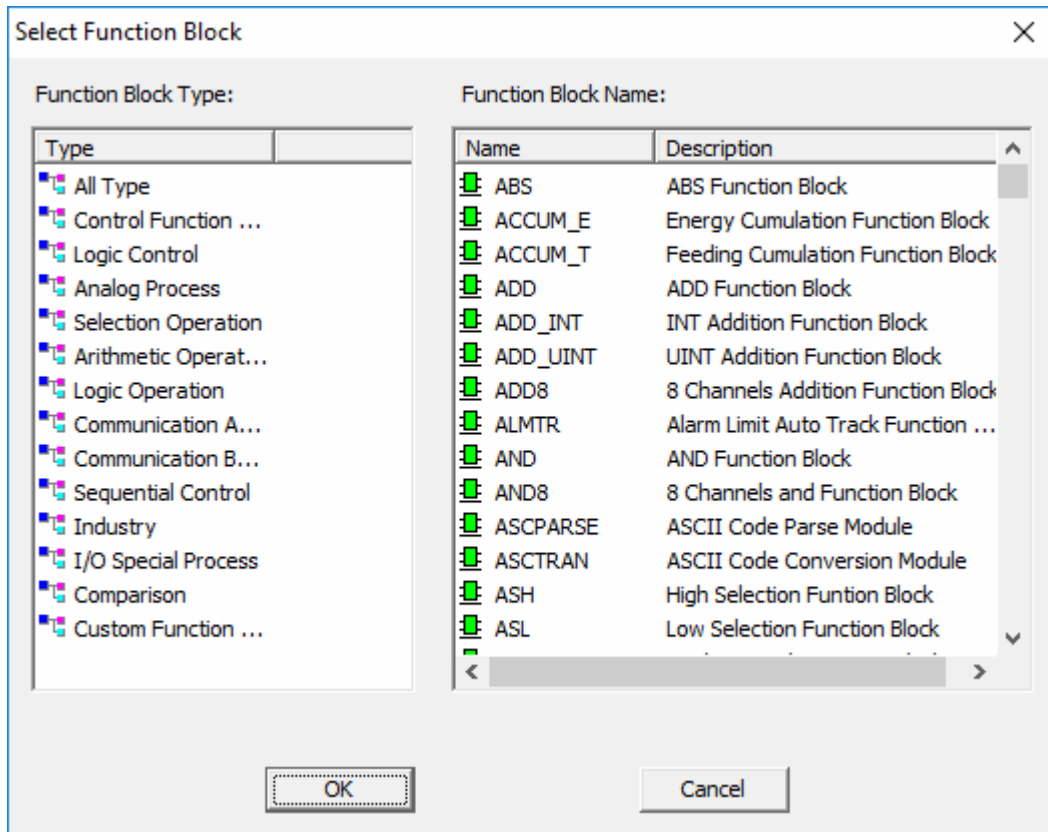 Select Function Block
Function Block Type:
Type
All Type
Control Function ...
Logic Control
Analog Process
Selection Operation
Arithmetic Operat...
Logic Operation
Communication A...
Communication B...
Sequential Control
Industry
I/O Special Process
Comparison
Custom Function ...
Function Block Name:
Name Description
ABS ABS Function Block
ACCUM_E Energy Cumulation Function Block
ACCUM_T Feeding Cumulation Function Block
ADD ADD Function Block
ADD_INT INT Addition Function Block
ADD_UINT UINT Addition Function Block
ADD8 8 Channels Addition Function Block
ALMTR Alarm Limit Auto Track Function ...
AND AND Function Block
AND8 8 Channels and Function Block
ASCPARSE ASCII Code Parse Module
ASCTRAN ASCII Code Conversion Module
ASH High Selection Funtion Block
ASL Low Selection Function Block
OK Cancel